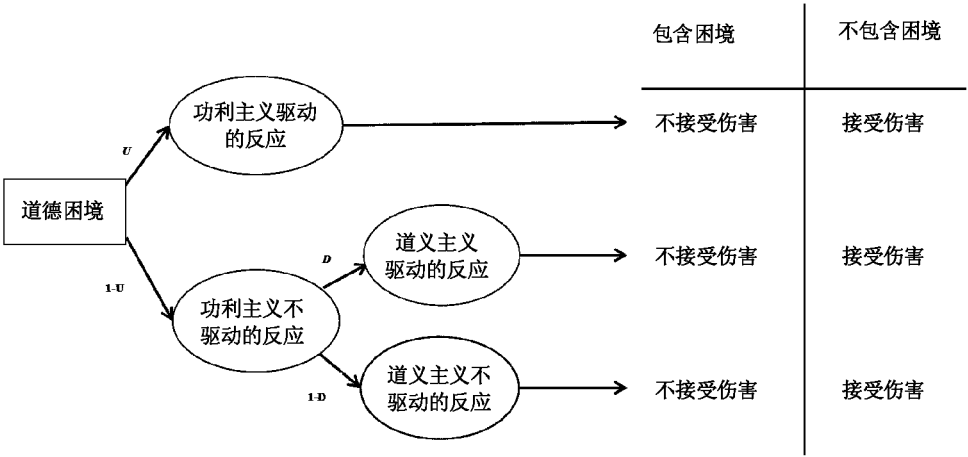 包含困境
不包含困境
功利主义驱动
的反应
不接受伤害
接受伤害
U
道德困境
道义主义
驱动的反应
不接受伤害
接受伤害
D
1-U
功利主义不
驱动的反应
道义主义不
驱动的反应
不接受伤害
接受伤害
1-D